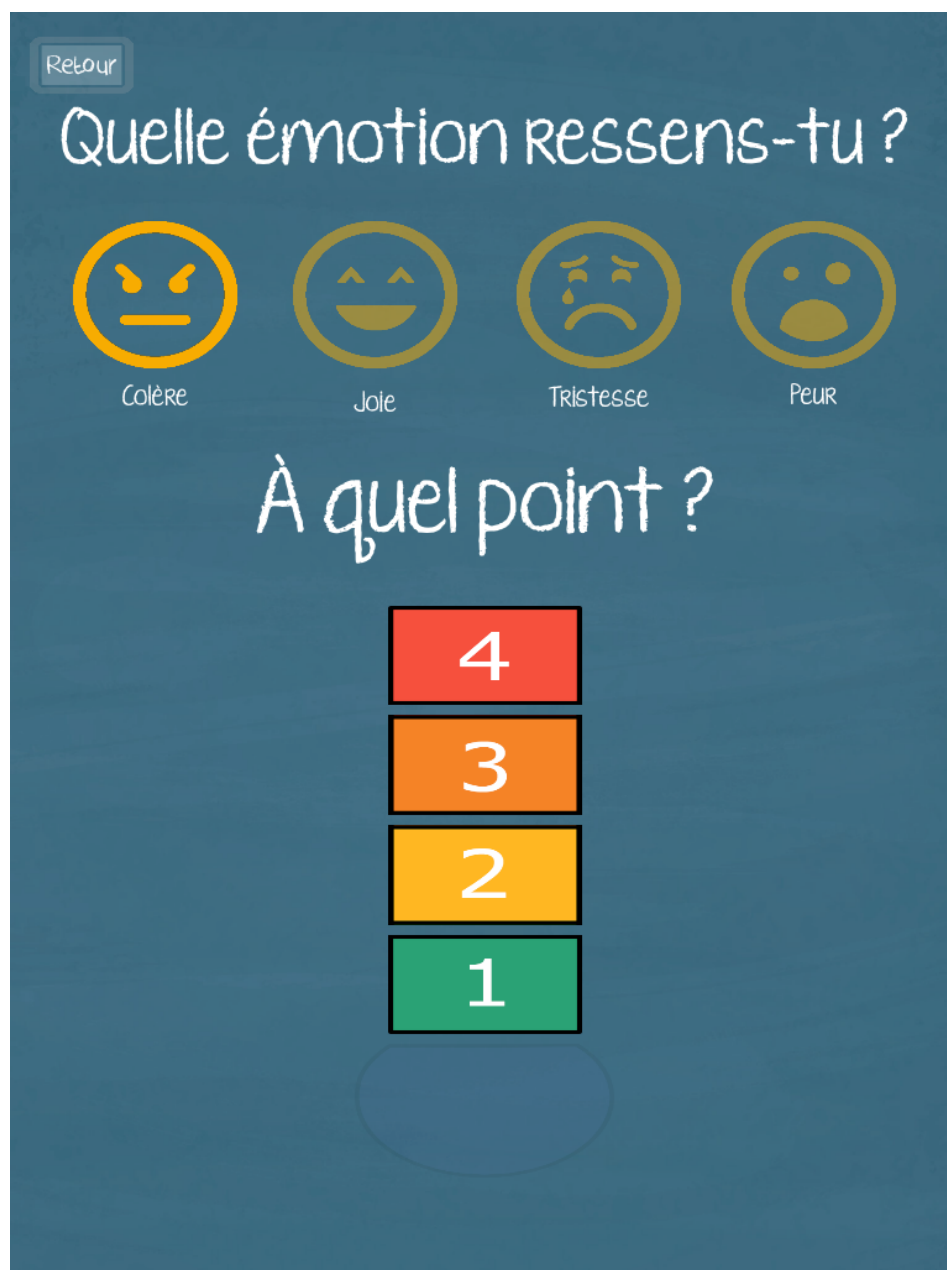 Retour
Quelle émotion ressens-tu ?
Colère Joie Tristesse Peur
À quel point ?
4
3
2
1